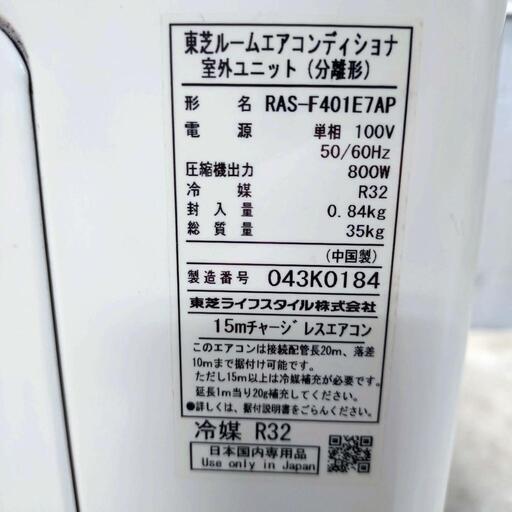 東芝ルームエアコンディショナ
室外ユニット（分離形）
形 名 RAS-F401E7AP
電 源 単相 100V
50/60Hz
圧縮機出力 800W
冷 媒 R32
封 入 量 0.84kg
総 質 量 35kg
（中国製）
製造番号 043K0184
東芝ライフスタイル株式会社
15mチャージレスエアコン
このエアコンは接続配管長20m、落差
10mまで据付け可能です。
ただし15m以上は冷媒補充が必要です。
延長1m当り20g補充してください。
●詳しくは、据付説明書をごらんください。
冷媒 R32
日本国内専用品
Use only in Japan